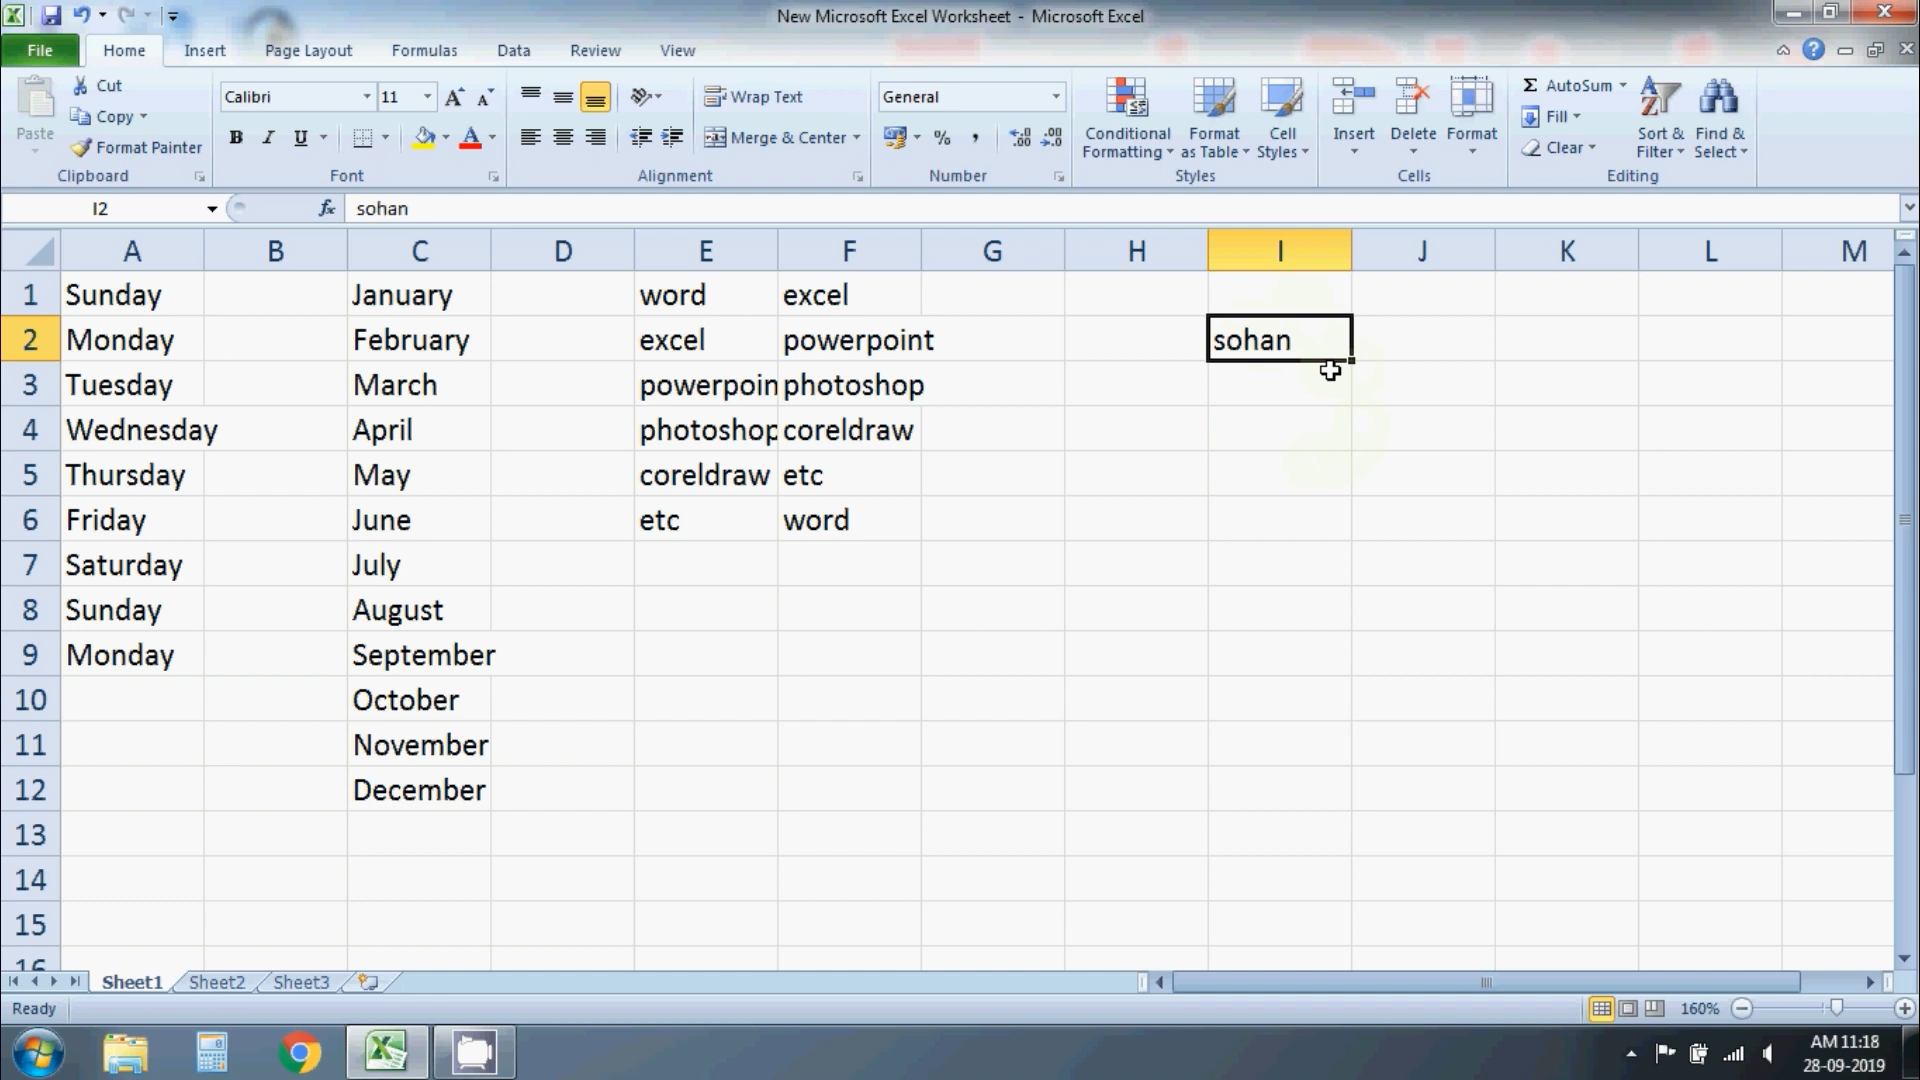 New Microsoft Excel Worksheet - Microsoft Excel
File Home Insert Page Layout Formulas Data Review View
Paste
Cut
Copy
Format Painter
Clipboard
Calibri 11
B I U
Font
Wrap Text
Merge & Center
Alignment
General
%
Number
Conditional Formatting
Format as Table
Cell Styles
Styles
Insert Delete Format
Cells
Σ AutoSum
Fill
Clear
Sort & Filter
Find & Select
Editing
I2 fx sohan
A B C D E F G H I J K L M
1 Sunday January word excel
2 Monday February excel powerpoint sohan
3 Tuesday March powerpoin photoshop
4 Wednesday April photoshop coreldraw
5 Thursday May coreldraw etc
6 Friday June etc word
7 Saturday July
8 Sunday August
9 Monday September
10 October
11 November
12 December
13
14
15
16
Sheet1 Sheet2 Sheet3
Ready 160%
AM 11:18
28-09-2019